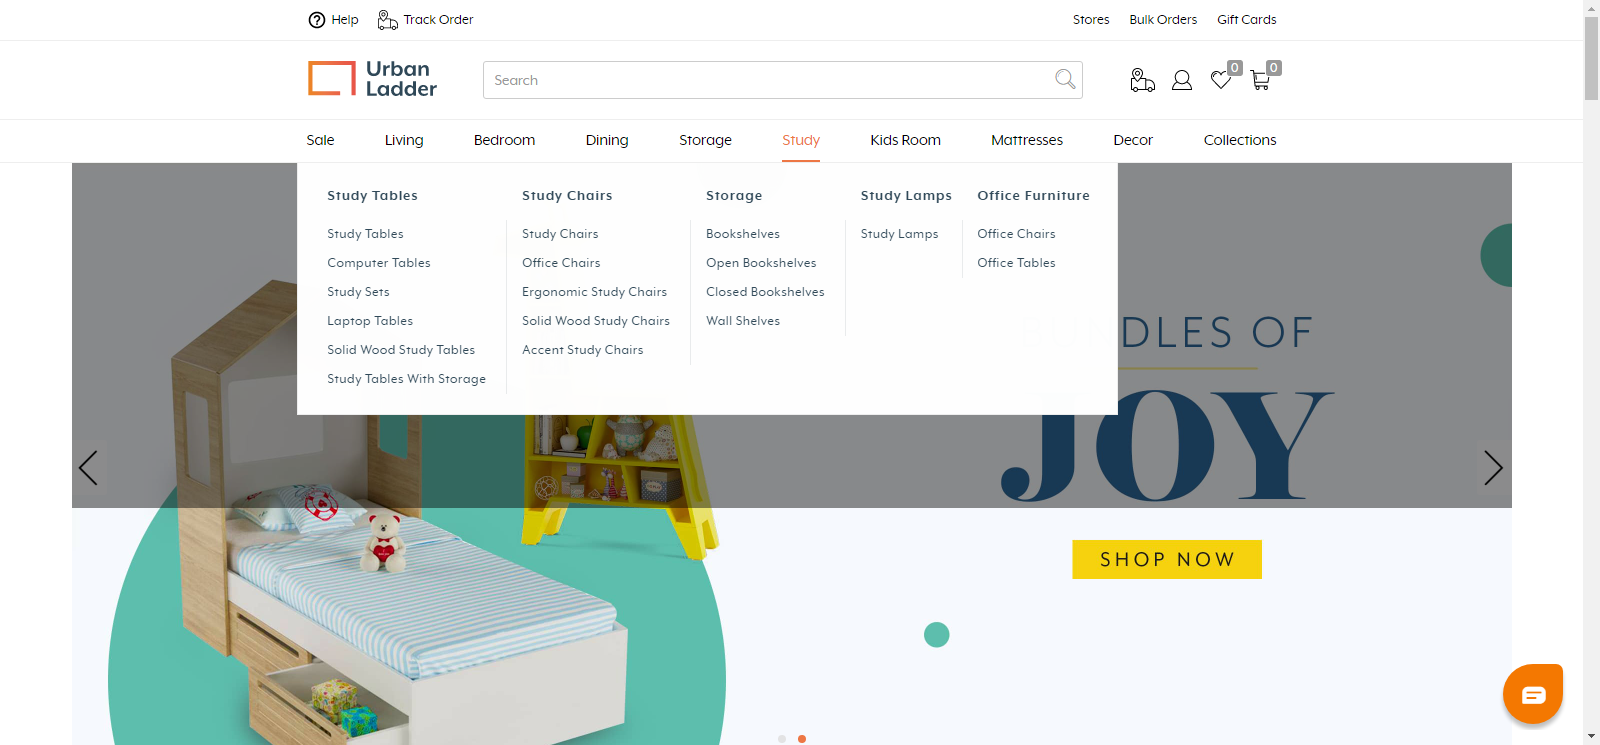 Help
Track Order
Stores
Bulk Orders
Gift Cards
Urban
Ladder
Search
0
0
Sale
Living
Bedroom
Dining
Storage
Study
Kids Room
Mattresses
Decor
Collections
Study Tables
Study Tables
Computer Tables
Study Sets
Laptop Tables
Solid Wood Study Tables
Study Tables With Storage
Study Chairs
Study Chairs
Office Chairs
Ergonomic Study Chairs
Solid Wood Study Chairs
Accent Study Chairs
Storage
Bookshelves
Open Bookshelves
Closed Bookshelves
Wall Shelves
Study Lamps
Study Lamps
Office Furniture
Office Chairs
Office Tables
DLES OF
JOY
SHOP NOW